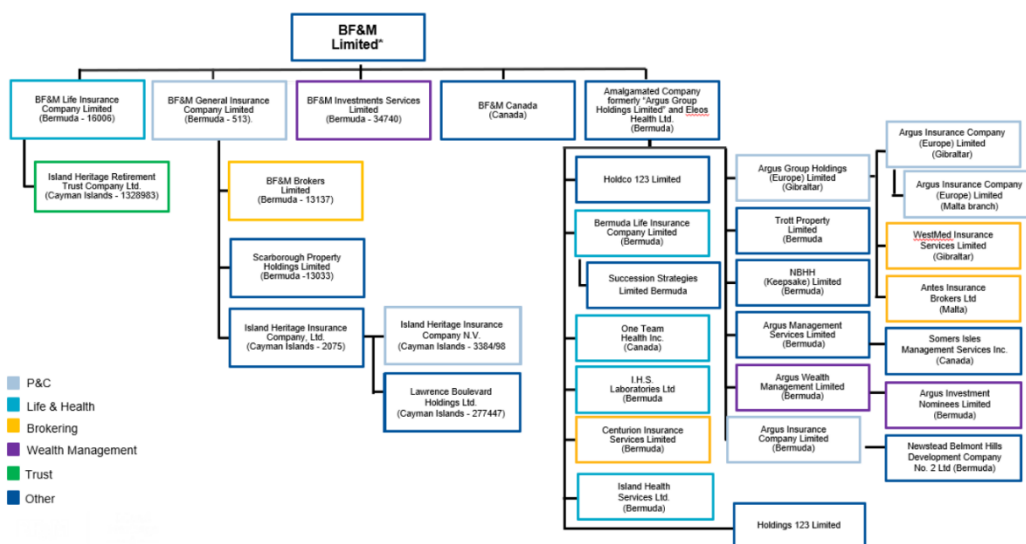 BF&M
Limited*
BF&M Life Insurance
Company Limited
(Bermuda - 16006)
BF&M General Insurance
Company Limited
(Bermuda - 513).
BF&M Investments Services
Limited
(Bermuda - 34740)
BF&M Canada
(Canada)
Amalgamated Company
formerly "Argus Group
Holdings Limited" and Eleos
Health Ltd.
(Bermuda)
Island Heritage Retirement
Trust Company Ltd.
(Cayman Islands - 1328983)
BF&M Brokers
Limited
(Bermuda - 13137)
Scarborough Property
Holdings Limited
(Bermuda -13033)
Island Heritage Insurance
Company, Ltd.
(Cayman Islands - 2075)
Island Heritage Insurance
Company N.V.
(Cayman Islands - 3384/98
Lawrence Boulevard
Holdings Ltd.
(Cayman Islands - 277447)
Holdco 123 Limited
Bermuda Life Insurance
Company Limited
(Bermuda)
Succession Strategies
Limited Bermuda
One Team
Health Inc.
(Canada)
I.H.S.
Laboratories Ltd
(Bermuda
Centurion Insurance
Services Limited
(Bermuda)
Island Health
Services Ltd.
(Bermuda)
Holdings 123 Limited
Argus Group Holdings
(Europe) Limited
(Gibraltar)
Trott Property
Limited
(Bermuda
NBHH
(Keepsake) Limited
(Bermuda)
Argus Management
Services Limited
(Bermuda)
Argus Wealth
Management Limited
(Bermuda)
Argus Insurance
Company Limited
(Bermuda)
Argus Insurance Company
(Europe) Limited
(Gibraltar)
Argus Insurance Company
(Europe) Limited
(Malta branch)
WestMed Insurance
Services Limited
(Gibraltar)
Antes Insurance
Brokers Ltd
(Malta)
Somers Isles
Management Services Inc.
(Canada)
Argus Investment
Nominees Limited
(Bermuda)
Newstead Belmont Hills
Development Company
No. 2 Ltd (Bermuda)
P&C
Life & Health
Brokering
Wealth Management
Trust
Other